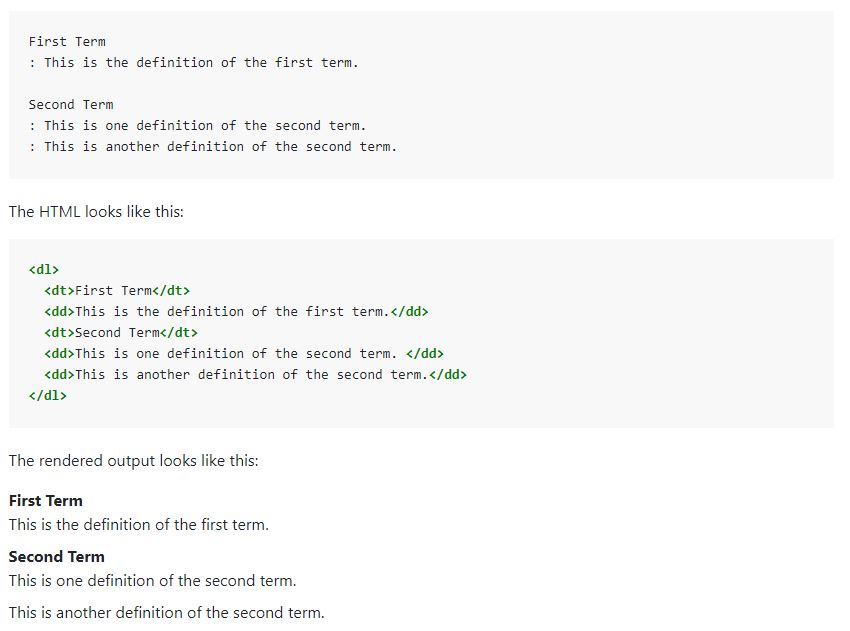 First Term
: This is the definition of the first term.
Second Term
: This is one definition of the second term.
: This is another definition of the second term.
The HTML looks like this:
<dl>
  <dt>First Term</dt>
  <dd>This is the definition of the first term.</dd>
  <dt>Second Term</dt>
  <dd>This is one definition of the second term. </dd>
  <dd>This is another definition of the second term.</dd>
</dl>
The rendered output looks like this:
First Term
This is the definition of the first term.
Second Term
This is one definition of the second term.
This is another definition of the second term.